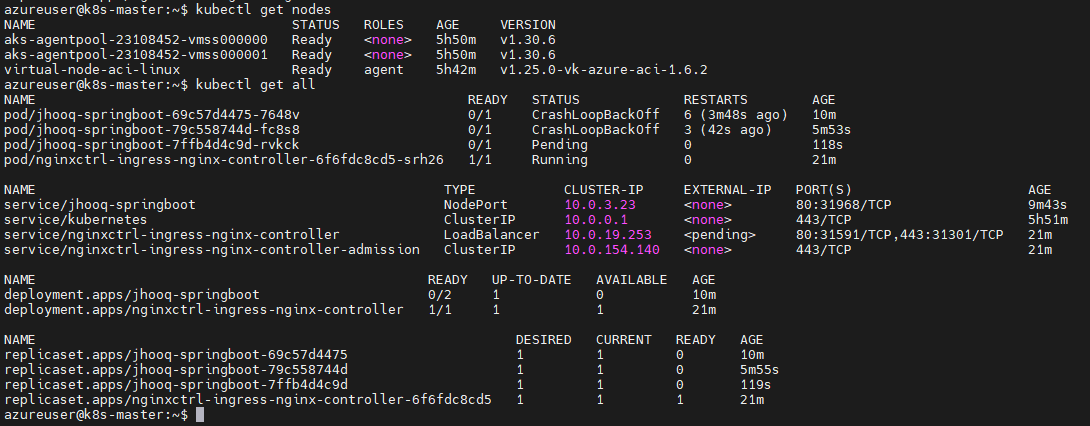 azureuser@k8s-master:~$ kubectl get nodes
NAME STATUS ROLES AGE VERSION
aks-agentpool-23108452-vmss000000 Ready <none> 5h50m v1.30.6
aks-agentpool-23108452-vmss000001 Ready <none> 5h50m v1.30.6
virtual-node-aci-linux Ready agent 5h42m v1.25.0-vk-azure-aci-1.6.2
azureuser@k8s-master:~$ kubectl get all
NAME READY STATUS RESTARTS AGE
pod/jhooq-springboot-69c57d4475-7648v 0/1 CrashLoopBackOff 6 (3m48s ago) 10m
pod/jhooq-springboot-79c558744d-fc8s8 0/1 CrashLoopBackOff 3 (42s ago) 5m53s
pod/jhooq-springboot-7ffb4d4c9d-rvkck 0/1 Pending 0 118s
pod/nginxctrl-ingress-nginx-controller-6f6fdc8cd5-srh26 1/1 Running 0 21m
NAME TYPE CLUSTER-IP EXTERNAL-IP PORT(S) AGE
service/jhooq-springboot NodePort 10.0.3.23 <none> 80:31968/TCP 9m43s
service/kubernetes ClusterIP 10.0.0.1 <none> 443/TCP 5h51m
service/nginxctrl-ingress-nginx-controller LoadBalancer 10.0.19.253 <pending> 80:31591/TCP,443:31301/TCP 21m
service/nginxctrl-ingress-nginx-controller-admission ClusterIP 10.0.154.140 <none> 443/TCP 21m
NAME READY UP-TO-DATE AVAILABLE AGE
deployment.apps/jhooq-springboot 0/2 1 0 10m
deployment.apps/nginxctrl-ingress-nginx-controller 1/1 1 1 21m
NAME DESIRED CURRENT READY AGE
replicaset.apps/jhooq-springboot-69c57d4475 1 1 0 10m
replicaset.apps/jhooq-springboot-79c558744d 1 1 0 5m55s
replicaset.apps/jhooq-springboot-7ffb4d4c9d 1 1 0 119s
replicaset.apps/nginxctrl-ingress-nginx-controller-6f6fdc8cd5 1 1 1 21m
azureuser@k8s-master:~$